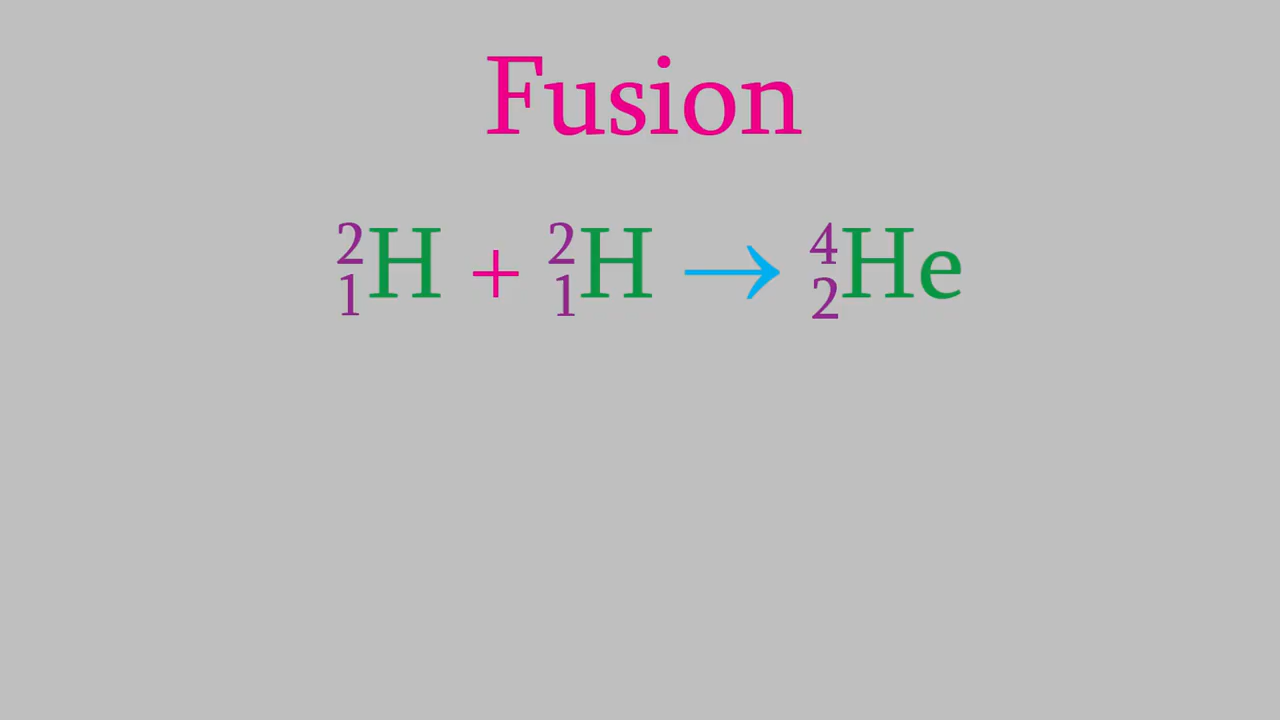 Fusion
²₁H + ²₁H → ⁴₂He